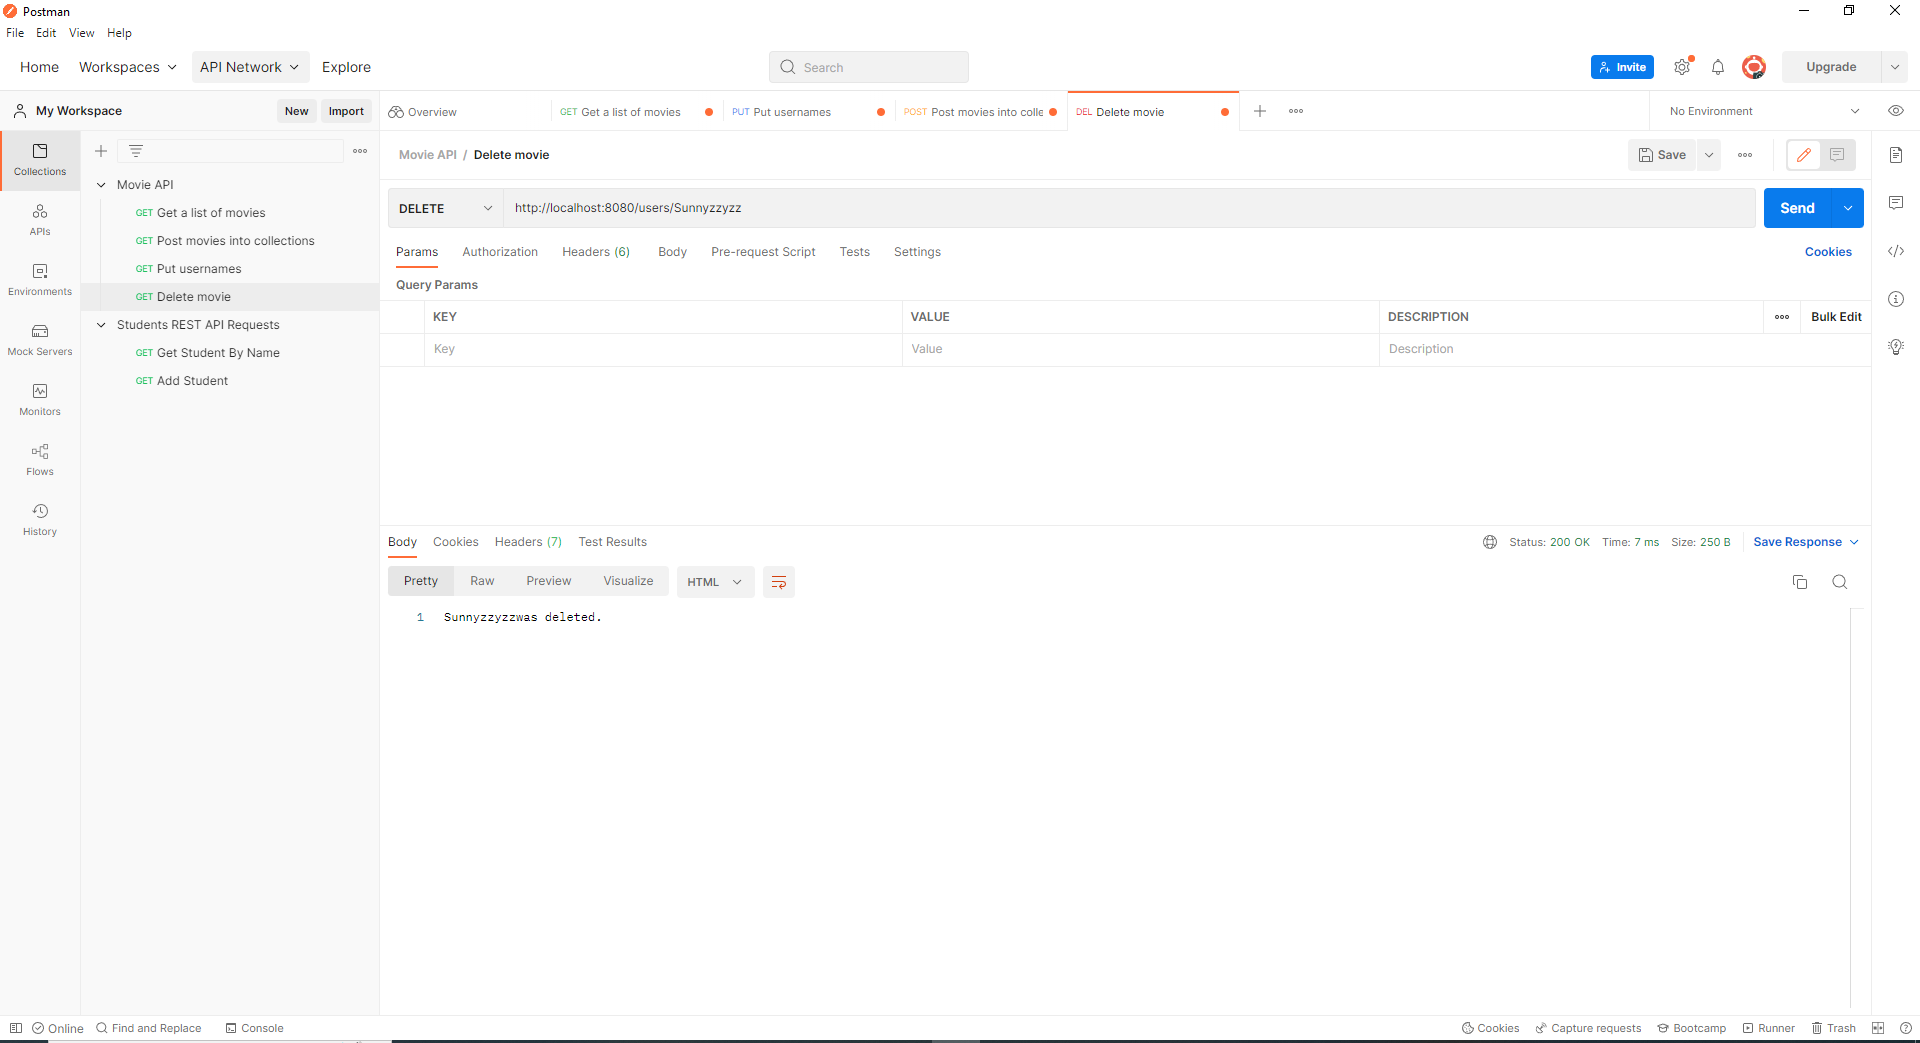 Postman
File Edit View Help
Home Workspaces API Network Explore Search Invite Upgrade
My Workspace New Import
Overview GET Get a list of movies PUT Put usernames POST Post movies into colle DEL Delete movie No Environment
Collections
APIs
Environments
Mock Servers
Monitors
Flows
History
Movie API
GET Get a list of movies
GET Post movies into collections
GET Put usernames
GET Delete movie
Students REST API Requests
GET Get Student By Name
GET Add Student
Movie API / Delete movie Save
DELETE http://localhost:8080/users/Sunnyzzyzz Send
Params Authorization Headers (6) Body Pre-request Script Tests Settings Cookies
Query Params
KEY VALUE DESCRIPTION Bulk Edit
Key Value Description
Body Cookies Headers (7) Test Results Status: 200 OK Time: 7 ms Size: 250 B Save Response
Pretty Raw Preview Visualize HTML
1 Sunnyzzyzzwas deleted.
Online Find and Replace Console Cookies Capture requests Bootcamp Runner Trash